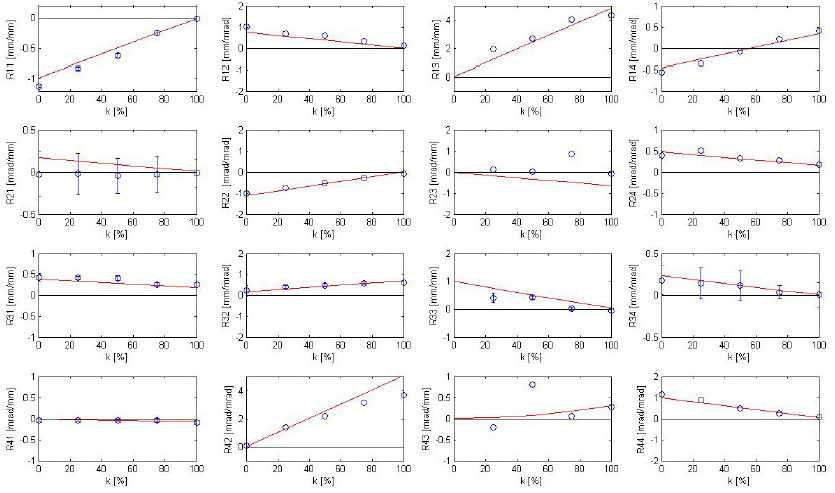 R11 [mm/mm]
0
-0.5
-1
0 20 40 60 80 100
k [%]
R12 [mm/mm]
2
1
0
-1
-2
0 20 40 60 80 100
k [%]
R13 [mm/mm]
4
2
0
0 20 40 60 80 100
k [%]
R14 [mm/mm]
1
0.5
0
-0.5
-1
0 20 40 60 80 100
k [%]
R21 [mrad/mm]
0.5
0
-0.5
0 20 40 60 80 100
k [%]
R22 [mrad/mrad]
2
1
0
-1
-2
0 20 40 60 80 100
k [%]
R23 [mrad/mm]
2
1
0
-1
-2
0 20 40 60 80 100
k [%]
R24 [mrad/mrad]
1
0.5
0
-0.5
-1
0 20 40 60 80 100
k [%]
R31 [mm/mm]
1
0.5
0
-0.5
-1
0 20 40 60 80 100
k [%]
R32 [mm/mrad]
2
1
0
-1
-2
0 20 40 60 80 100
k [%]
R33 [mm/mm]
2
1
0
-1
0 20 40 60 80 100
k [%]
R34 [mm/mrad]
0.5
0
-0.5
0 20 40 60 80 100
k [%]
R41 [mrad/mm]
1
0.5
0
-0.5
-1
0 20 40 60 80 100
k [%]
R42 [mrad/mrad]
4
2
0
0 20 40 60 80 100
k [%]
R43 [mrad/mm]
1
0.5
0
-0.5
-1
0 20 40 60 80 100
k [%]
R44 [mrad/mrad]
2
1
0
-1
-2
0 20 40 60 80 100
k [%]